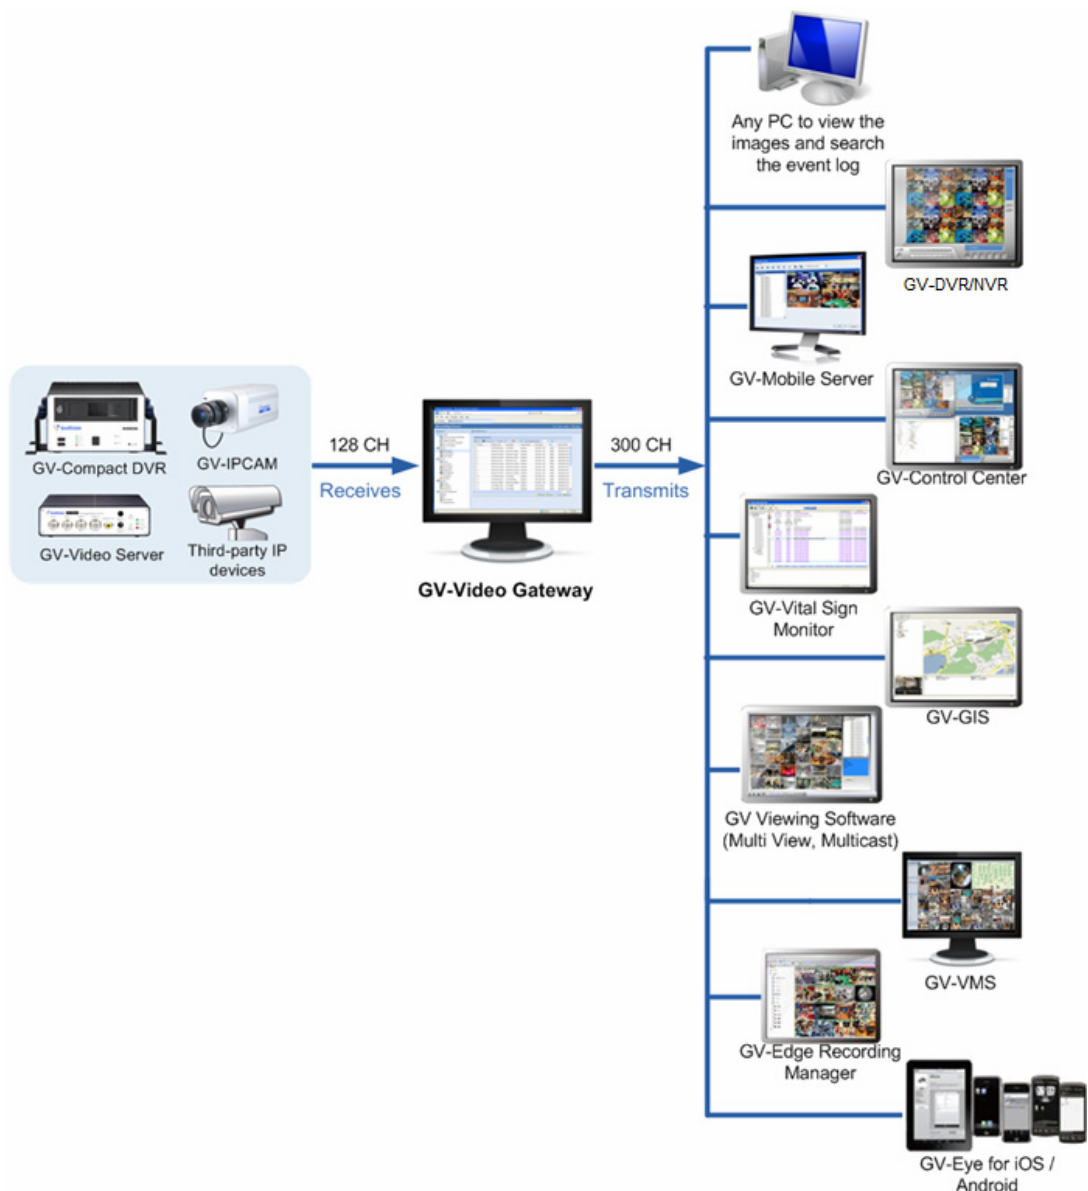 Any PC to view the
images and search
the event log
GV-DVR/NVR
GV-Mobile Server
GV-Control Center
GV-Compact DVR
GV-IPCAM
GV-Video Server
Third-party IP
devices
128 CH
Receives
GV-Video Gateway
300 CH
Transmits
GV-Vital Sign
Monitor
GV-GIS
GV Viewing Software
(Multi View, Multicast)
GV-VMS
GV-Edge Recording
Manager
GV-Eye for iOS /
Android